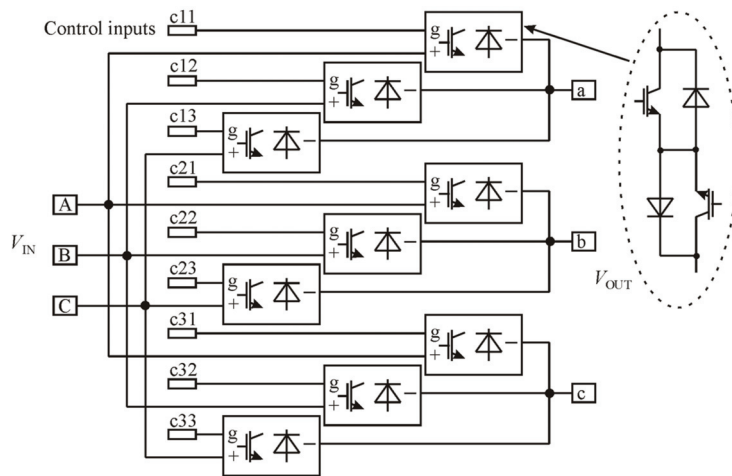 Control inputs
c11
g
+
−
c12
g
+
−
a
c13
g
+
−
c21
g
+
−
A
c22
g
+
−
V_IN
B
b
c23
g
+
−
V_OUT
C
c31
g
+
−
c32
g
+
−
c
c33
g
+
−